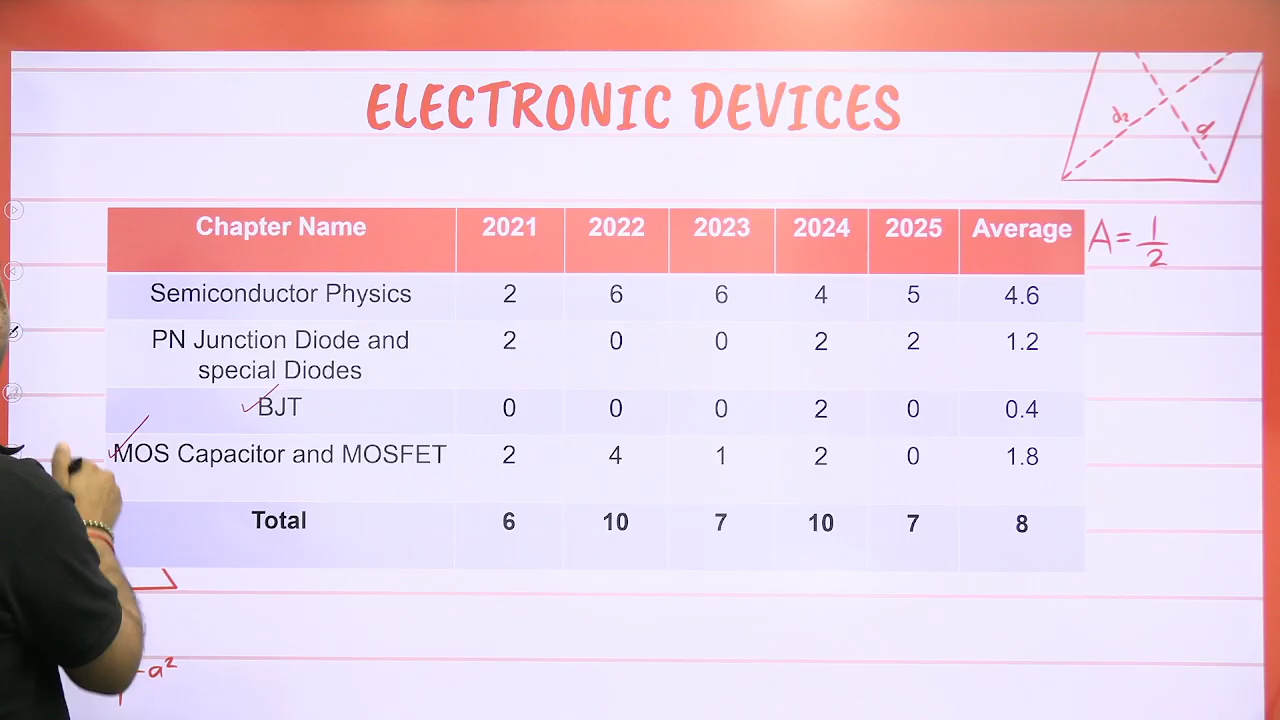 ELECTRONIC DEVICES
d2
d1
Chapter Name 2021 2022 2023 2024 2025 Average
A = 1/2
Semiconductor Physics 2 6 6 4 5 4.6
PN Junction Diode and
special Diodes 2 0 0 2 2 1.2
BJT 0 0 0 2 0 0.4
MOS Capacitor and MOSFET 2 4 1 2 0 1.8
Total 6 10 7 10 7 8
-a²